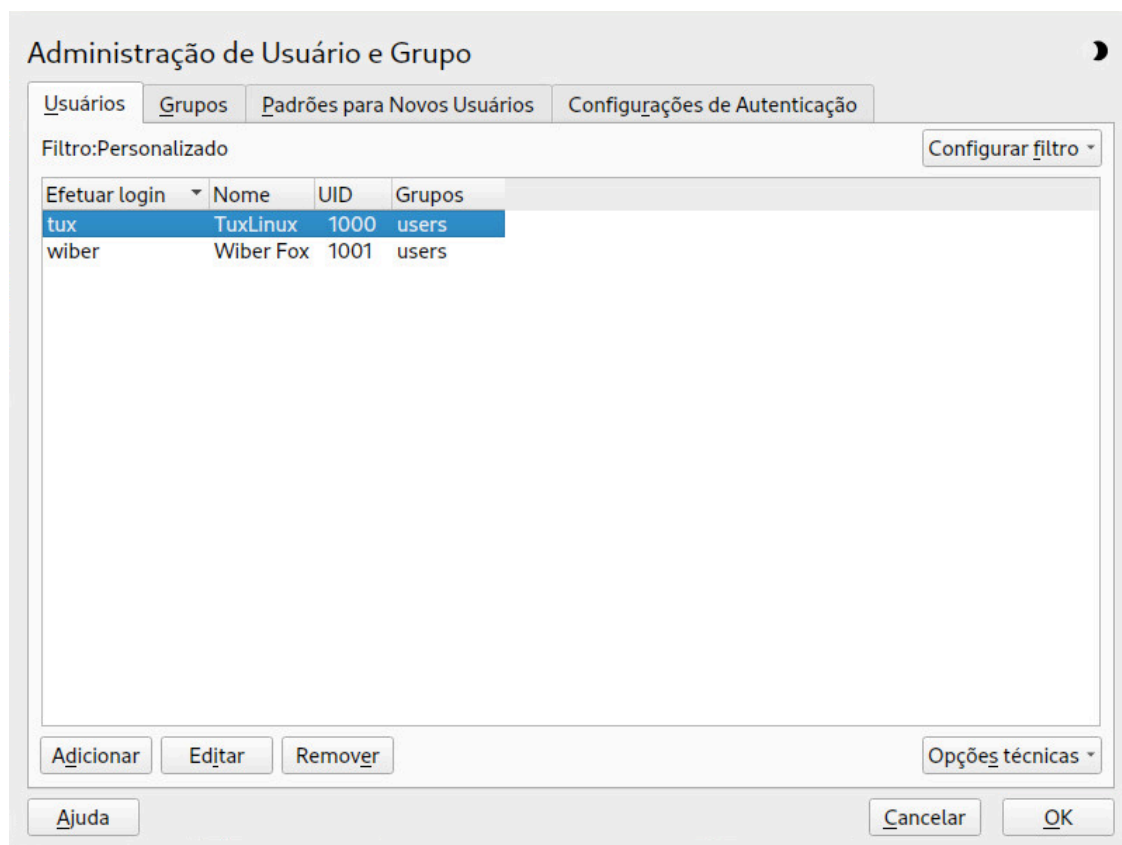 Administração de Usuário e Grupo
Usuários Grupos Padrões para Novos Usuários Configurações de Autenticação
Filtro:Personalizado Configurar filtro
Efetuar login Nome UID Grupos
tux TuxLinux 1000 users
wiber Wiber Fox 1001 users
Adicionar Editar Remover Opções técnicas
Ajuda Cancelar OK